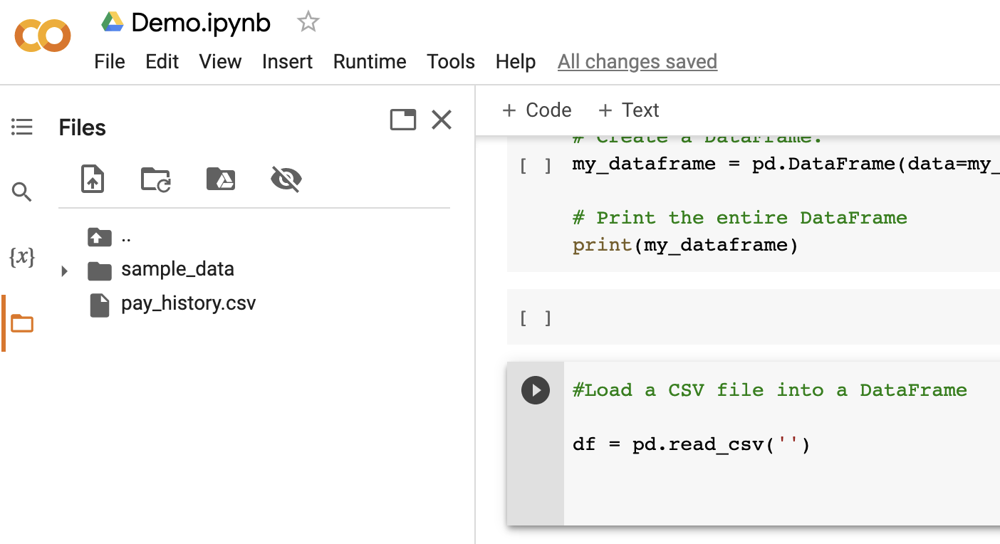 Demo.ipynb
File Edit View Insert Runtime Tools Help All changes saved
Files
+ Code + Text
..
sample_data
pay_history.csv
{x}
# Create a DataFrame.
[ ] my_dataframe = pd.DataFrame(data=my_
# Print the entire DataFrame
print(my_dataframe)
[ ]
#Load a CSV file into a DataFrame
df = pd.read_csv('')